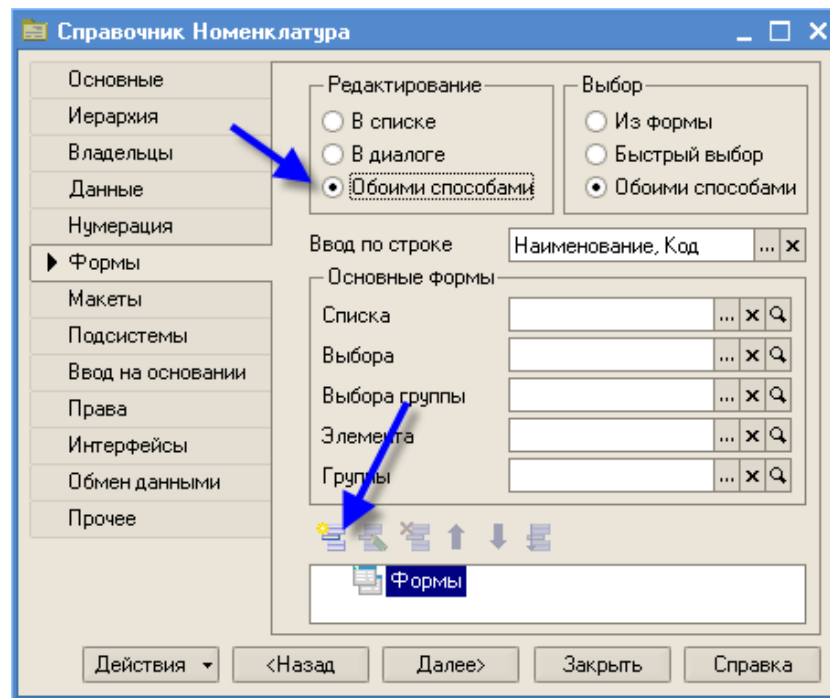 Справочник Номенклатура
Основные
Иерархия
Владельцы
Данные
Нумерация
Формы
Макеты
Подсистемы
Ввод на основании
Права
Интерфейсы
Обмен данными
Прочее
Редактирование
В списке
В диалоге
Обоими способами
Выбор
Из формы
Быстрый выбор
Обоими способами
Ввод по строке
Наименование, Код
...
Основные формы
Списка
...
Выбора
...
Выбора группы
...
Элемента
...
Группы
...
Формы
Действия
<Назад
Далее>
Закрыть
Справка